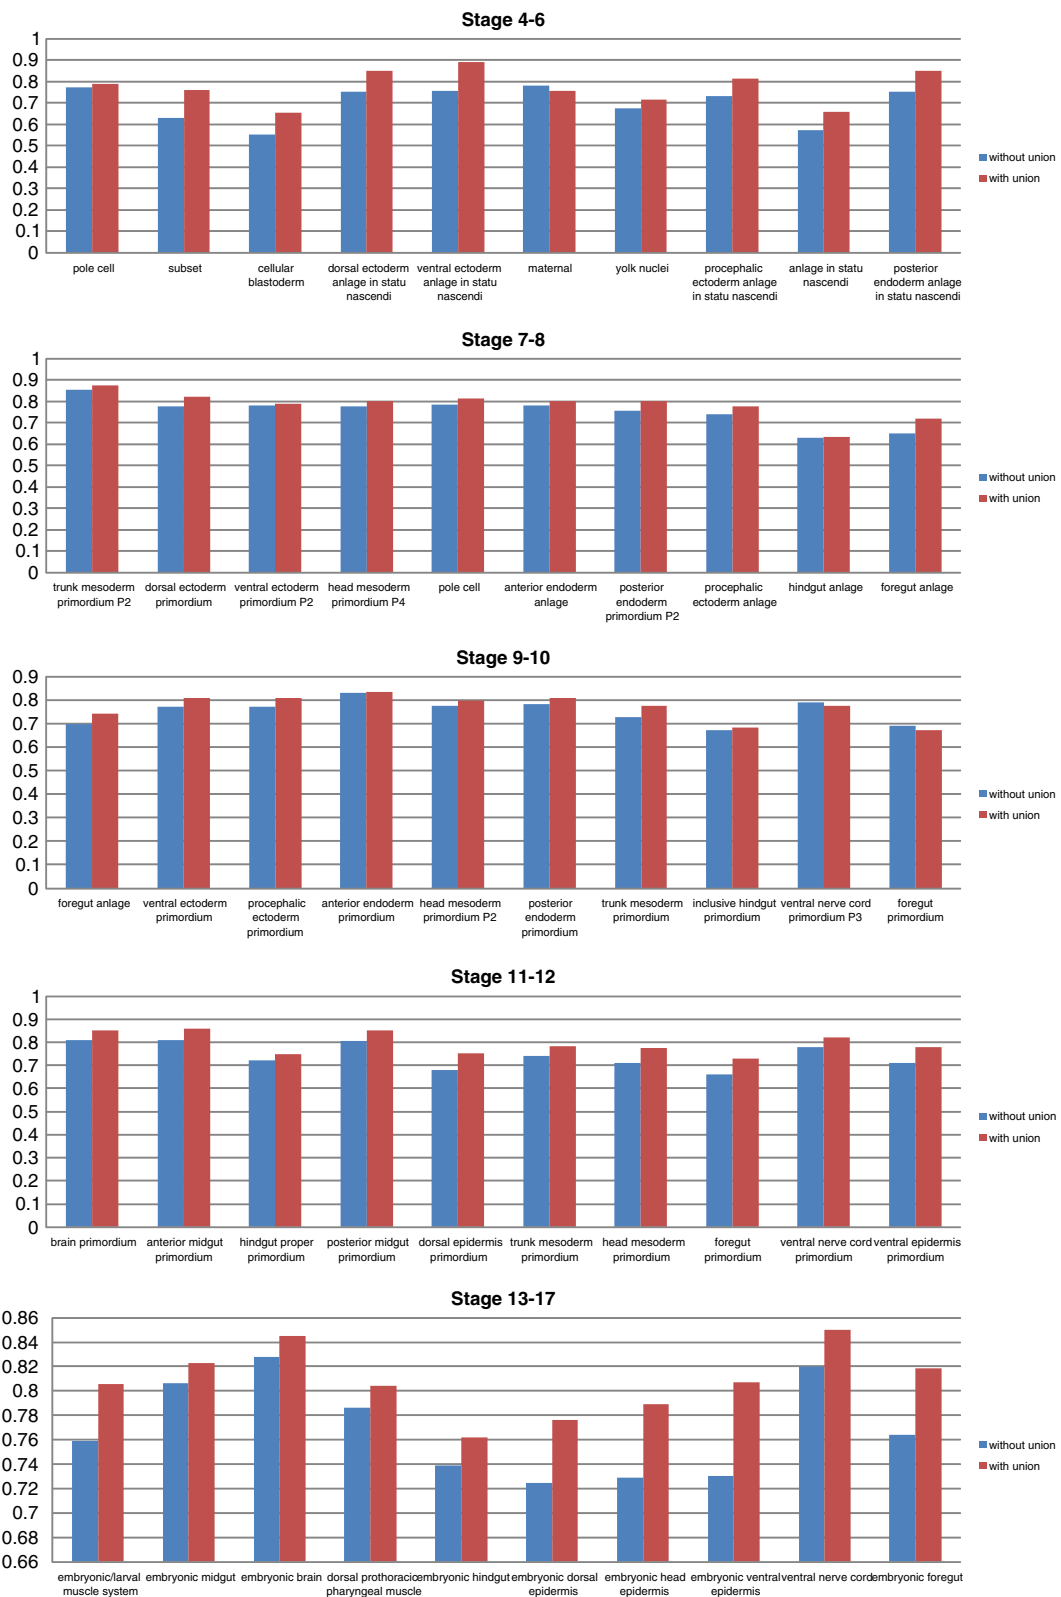 Stage 4-6
1
0.9
0.8
0.7
0.6
0.5
0.4
0.3
0.2
0.1
0
pole cell
subset
cellular
blastoderm
dorsal ectoderm
anlage in statu
nascendi
ventral ectoderm
anlage in statu
nascendi
maternal
yolk nuclei
procephalic
ectoderm anlage
in statu nascendi
anlage in statu
nascendi
posterior
endoderm anlage
in statu nascendi
without union
with union
Stage 7-8
1
0.9
0.8
0.7
0.6
0.5
0.4
0.3
0.2
0.1
0
trunk mesoderm
primordium P2
dorsal ectoderm
primordium
ventral ectoderm
primordium P2
head mesoderm
primordium P4
pole cell
anterior endoderm
anlage
posterior
endoderm
primordium P2
procephalic
ectoderm anlage
hindgut anlage
foregut anlage
without union
with union
Stage 9-10
0.9
0.8
0.7
0.6
0.5
0.4
0.3
0.2
0.1
0
foregut anlage
ventral ectoderm
primordium
procephalic
ectoderm
primordium
anterior endoderm
primordium
head mesoderm
primordium P2
posterior
endoderm
primordium
trunk mesoderm
primordium
inclusive hindgut
primordium
ventral nerve cord
primordium P3
foregut
primordium
without union
with union
Stage 11-12
1
0.9
0.8
0.7
0.6
0.5
0.4
0.3
0.2
0.1
0
brain primordium
anterior midgut
primordium
hindgut proper
primordium
posterior midgut
primordium
dorsal epidermis
primordium
trunk mesoderm
primordium
head mesoderm
primordium
foregut
primordium
ventral nerve cord
primordium
ventral epidermis
primordium
without union
with union
Stage 13-17
0.86
0.84
0.82
0.8
0.78
0.76
0.74
0.72
0.7
0.68
0.66
embryonic/larval
muscle system
embryonic midgut
embryonic brain
dorsal prothoracic
pharyngeal muscle
embryonic hindgut
embryonic dorsal
epidermis
embryonic head
epidermis
embryonic ventral
epidermis
ventral nerve cord
embryonic foregut
without union
with union